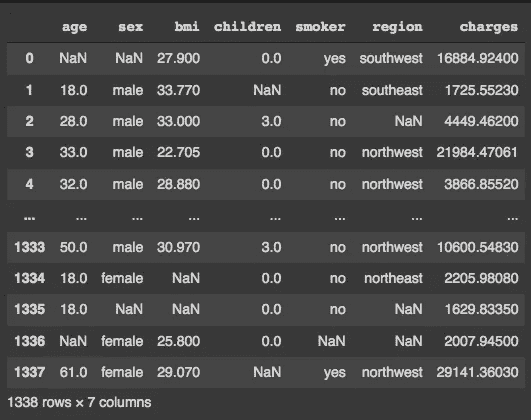 age sex bmi children smoker region charges
0 NaN NaN 27.900 0.0 yes southwest 16884.92400
1 18.0 male 33.770 NaN no southeast 1725.55230
2 28.0 male 33.000 3.0 no NaN 4449.46200
3 33.0 male 22.705 0.0 no northwest 21984.47061
4 32.0 male 28.880 0.0 no northwest 3866.85520
... ... ... ... ... ... ... ...
1333 50.0 male 30.970 3.0 no northwest 10600.54830
1334 18.0 female NaN 0.0 no northeast 2205.98080
1335 18.0 NaN NaN 0.0 no NaN 1629.83350
1336 NaN female 25.800 0.0 NaN NaN 2007.94500
1337 61.0 female 29.070 NaN yes northwest 29141.36030
1338 rows × 7 columns